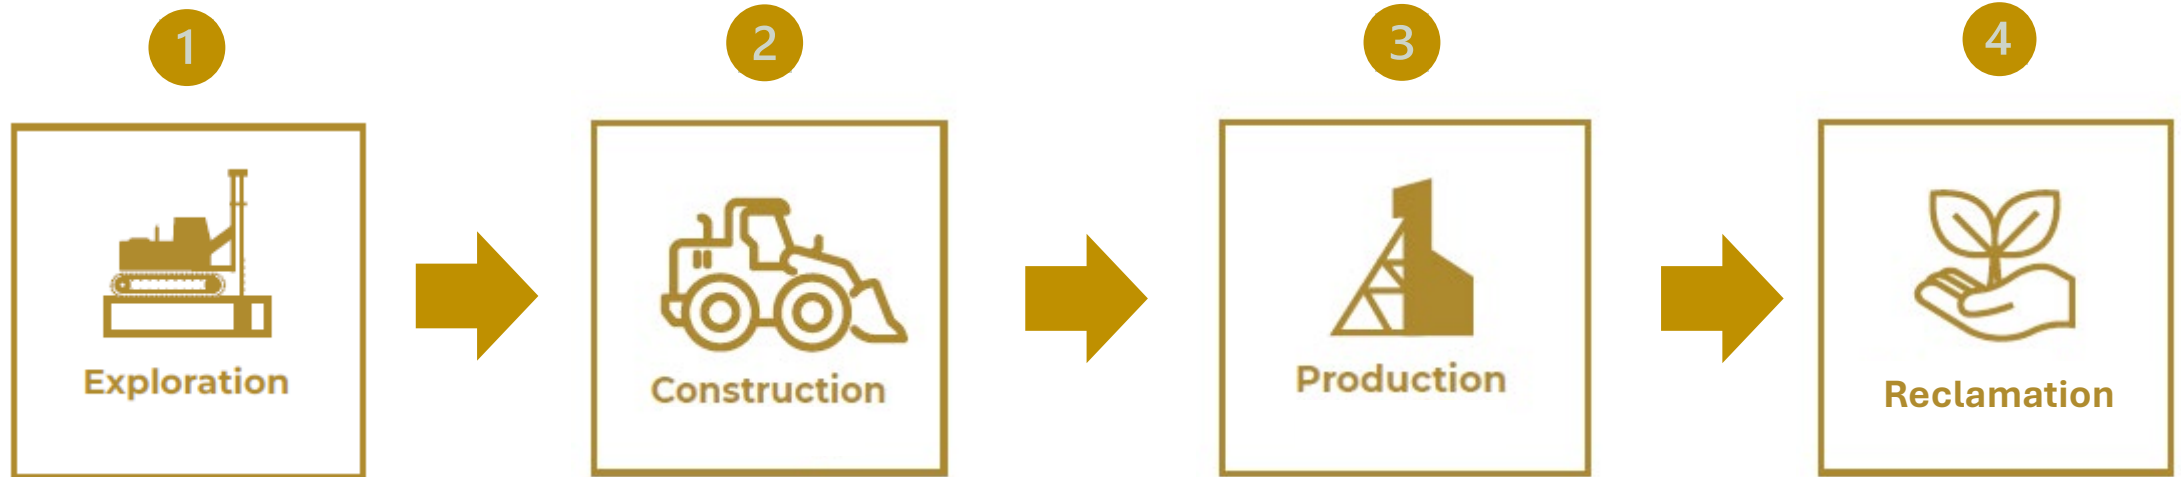 1
2
3
4
Exploration
Construction
Production
Reclamation